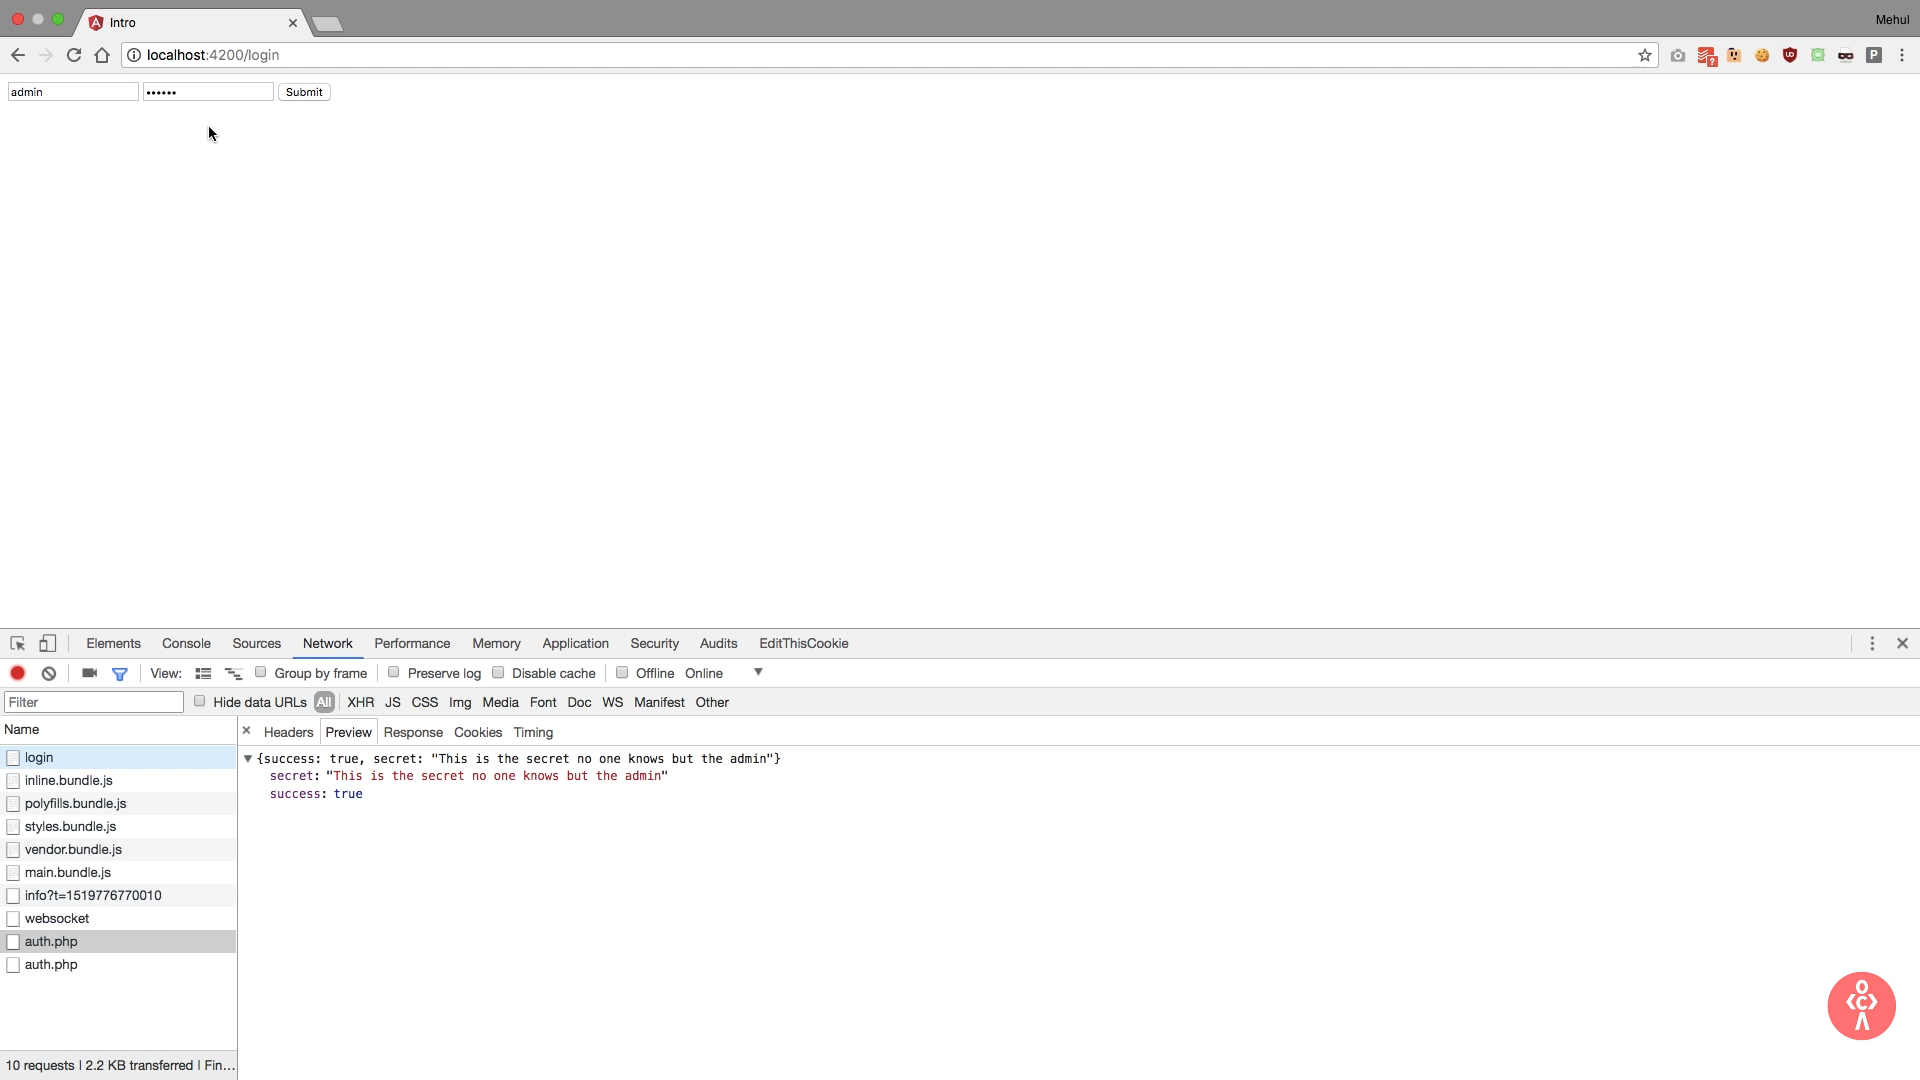 Intro
Mehul
localhost:4200/login
admin •••••• Submit
Elements Console Sources Network Performance Memory Application Security Audits EditThisCookie
View: Group by frame Preserve log Disable cache Offline Online
Filter Hide data URLs All XHR JS CSS Img Media Font Doc WS Manifest Other
Name
Headers Preview Response Cookies Timing
login
inline.bundle.js
polyfills.bundle.js
styles.bundle.js
vendor.bundle.js
main.bundle.js
info?t=1519776770010
websocket
auth.php
auth.php
{success: true, secret: "This is the secret no one knows but the admin"}
secret: "This is the secret no one knows but the admin"
success: true
10 requests | 2.2 KB transferred | Fin...